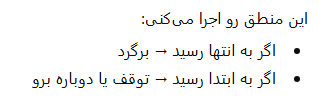 این منطق رو اجرا می‌کنی:
• اگر به انتها رسید → برگرد
• اگر به ابتدا رسید → توقف یا دوباره برو